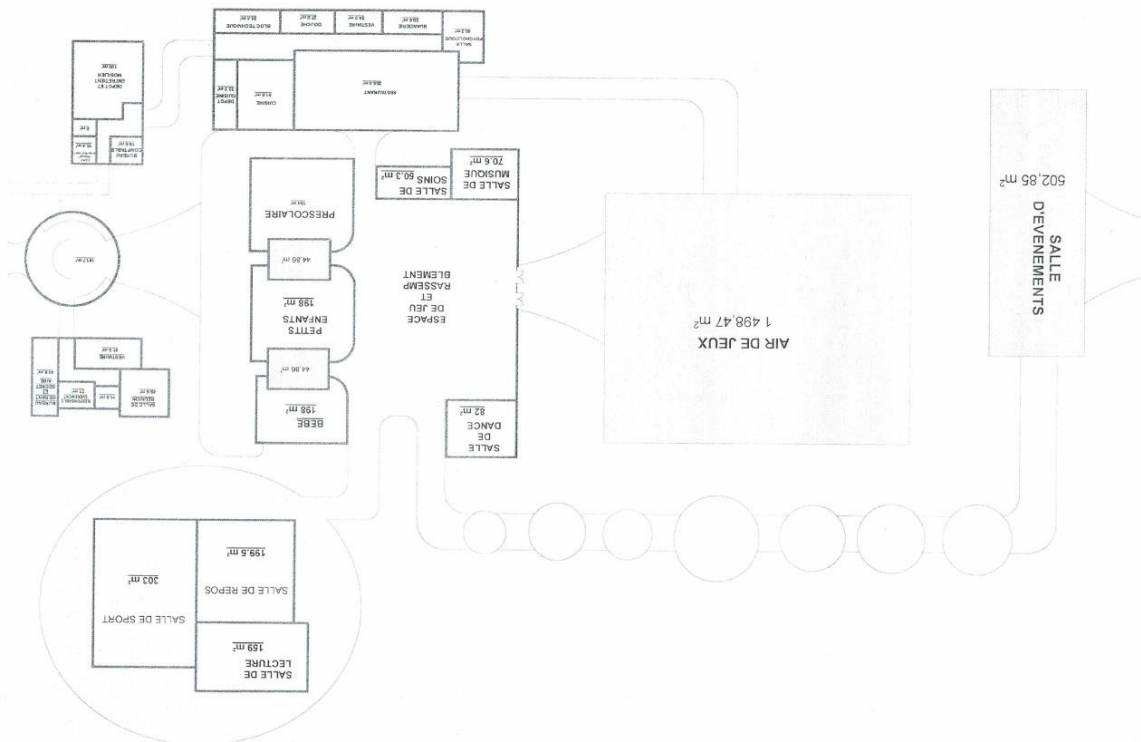 SALLE DE
LECTURE
159 m²
SALLE DE REPOS
199.5 m²
SALLE DE SPORT
303 m²
SALLE
DE
DANCE
82 m²
BEBE
198 m²
44,86 m²
PETITS
ENFANTS
198 m²
44,86 m²
PRESCOLAIRE
ESPACE
DE JEU
ET
RASSEMP
BLEMENT
AIR DE JEUX
1 498,47 m²
SALLE
D'EVENEMENTS
502,85 m²
SALLE DE
MUSIQUE
70.6 m²
SALLE DE
SOINS
50.3 m²
SALLE DE
REUNION
VESTIAIRE
RESTAURANT
CUISINE
DEPOT
CUISINE
SALLE
PSYCHOLOGUE
BUANDERIE
VESTIAIRE
DOUCHE
BLOC TECHNIQUE
BUREAU
COMPTABLE
DEPOT ET
ENTRETIENT
MOBILIER